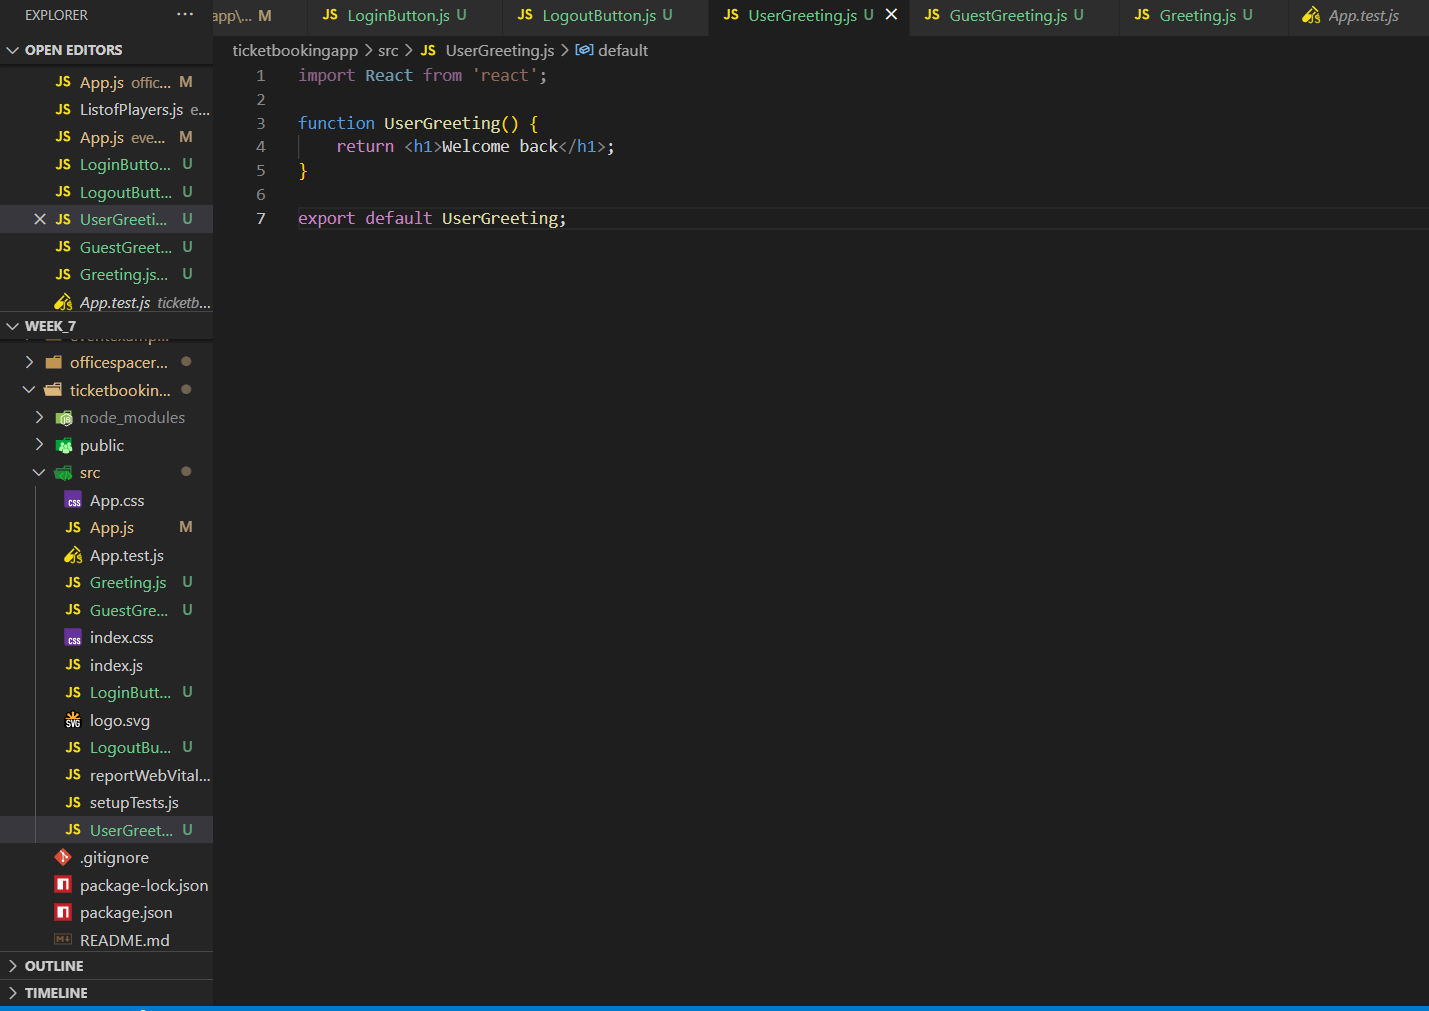 EXPLORER ···
app\... M
JS LoginButton.js U
JS LogoutButton.js U
JS UserGreeting.js U
JS GuestGreeting.js U
JS Greeting.js U
App.test.js
OPEN EDITORS
JS App.js offic... M
JS ListofPlayers.js e...
JS App.js eve... M
JS LoginButto... U
JS LogoutButt... U
JS UserGreeti... U
JS GuestGreet... U
JS Greeting.js... U
App.test.js ticketb...
WEEK_7
eventexamp...
officespacer...
ticketbookin...
node_modules
public
src
css App.css
JS App.js M
App.test.js
JS Greeting.js U
JS GuestGre... U
css index.css
JS index.js
JS LoginButt... U
SVG logo.svg
JS LogoutBu... U
JS reportWebVital...
JS setupTests.js
JS UserGreet... U
.gitignore
package-lock.json
package.json
README.md
OUTLINE
TIMELINE
ticketbookingapp > src > JS UserGreeting.js > default
1 import React from 'react';
2
3 function UserGreeting() {
4 return <h1>Welcome back</h1>;
5 }
6
7 export default UserGreeting;